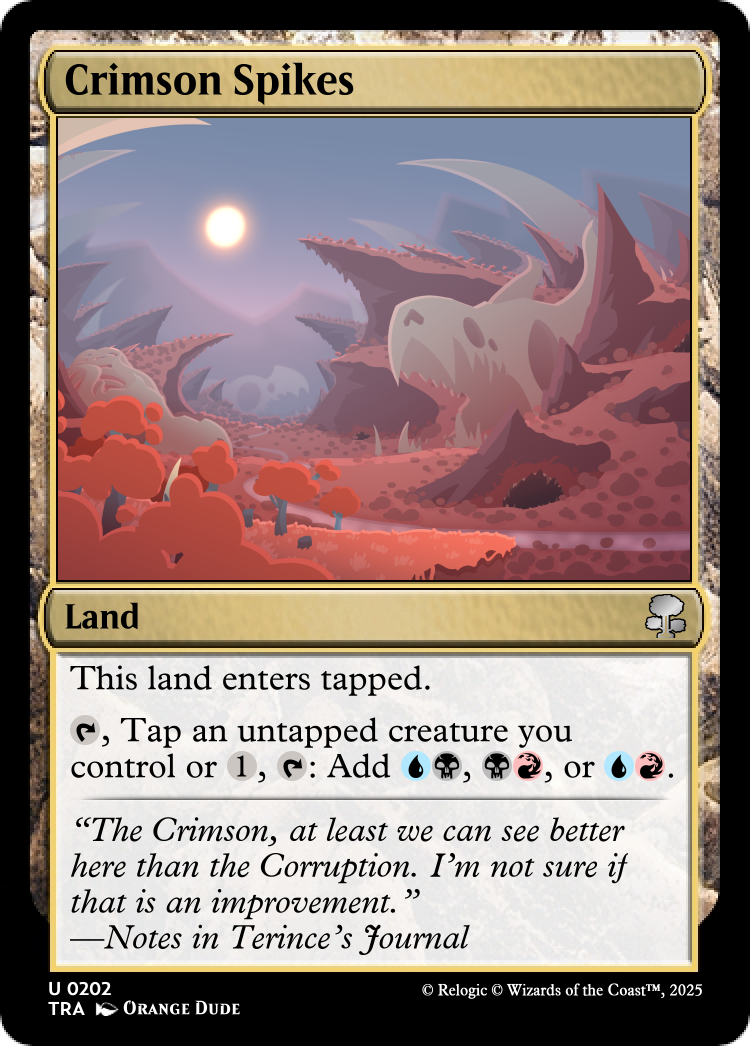 Crimson Spikes
Land
This land enters tapped.
, Tap an untapped creature you
control or 1, : Add , , or .
“The Crimson, at least we can see better
here than the Corruption. I’m not sure if
that is an improvement.”
—Notes in Terince’s Journal
U 0202
TRA Orange Dude
© Relogic © Wizards of the Coast™, 2025